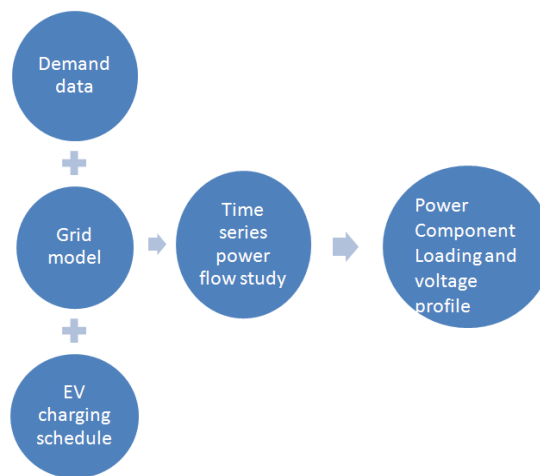 Demand
data
Grid
model
EV
charging
schedule
Time
series
power
flow study
Power
Component
Loading and
voltage
profile